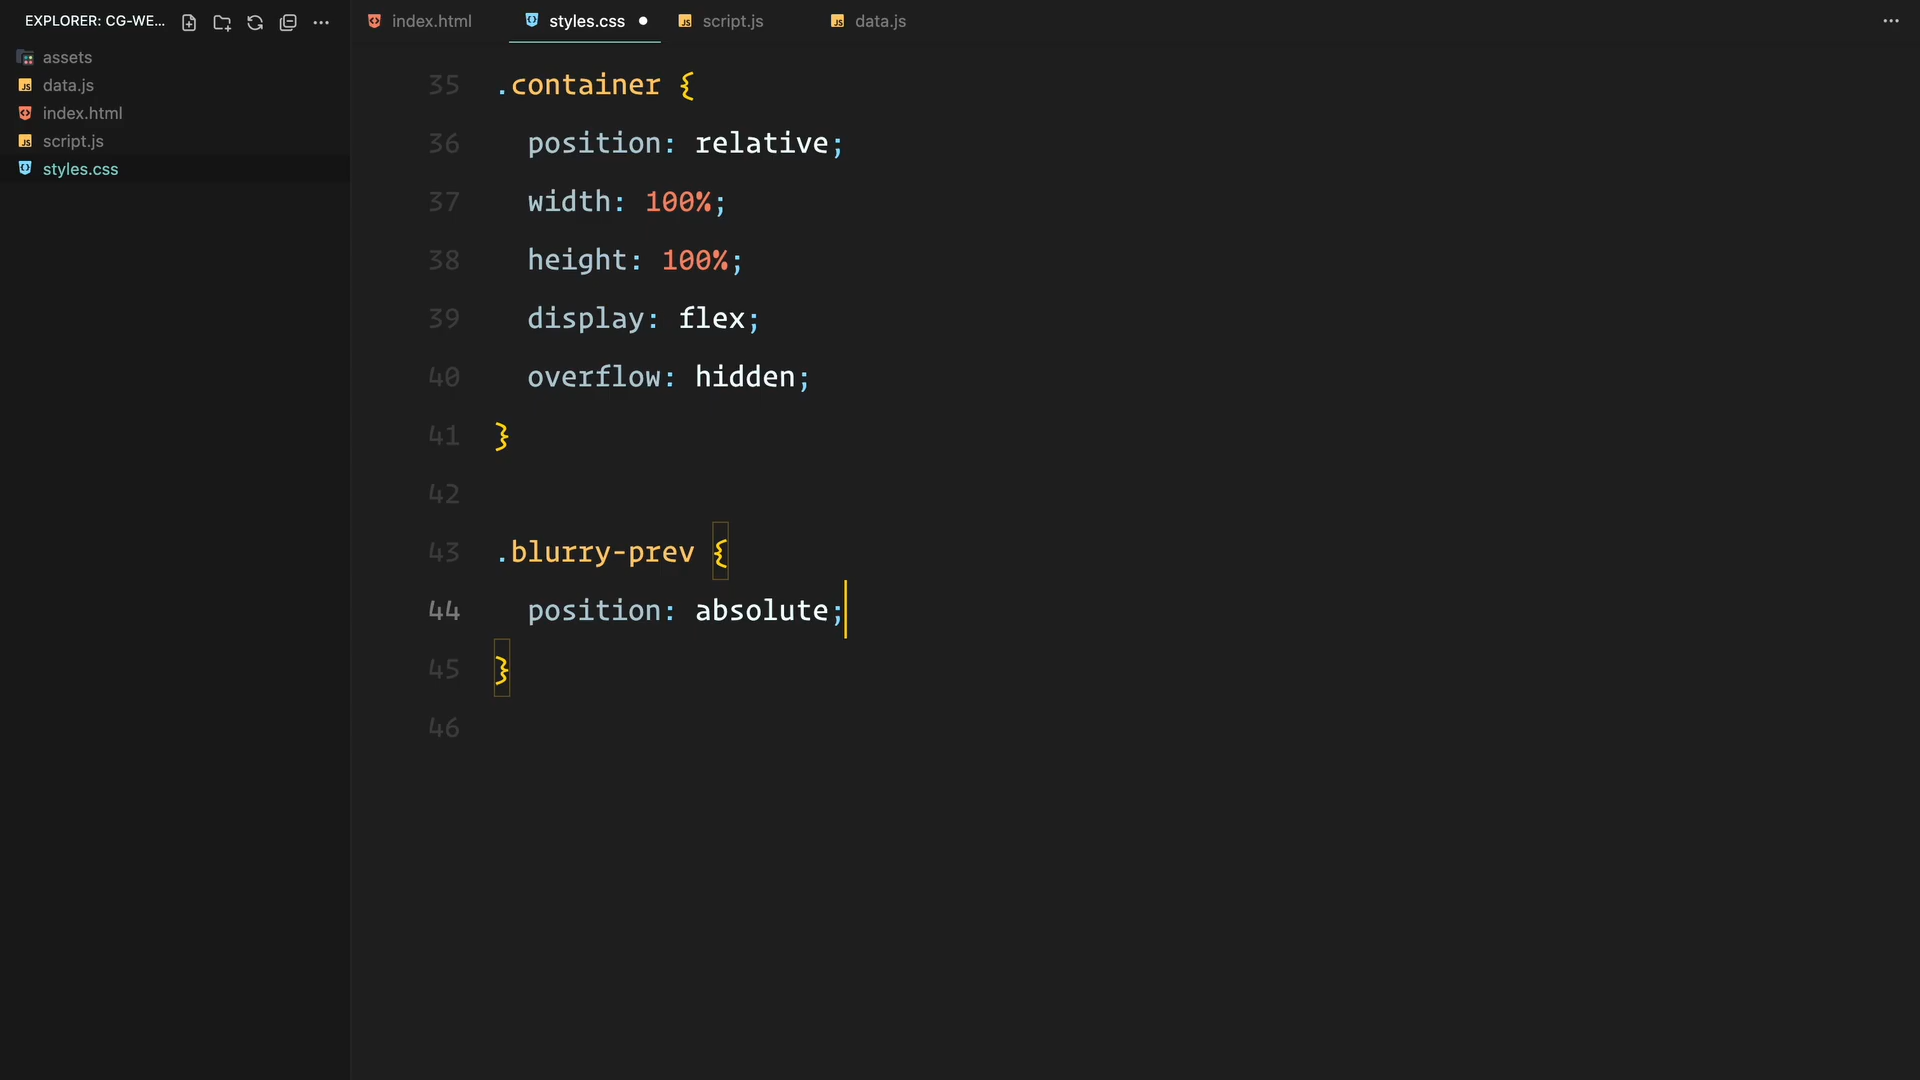 EXPLORER: CG-WE...
assets
data.js
index.html
script.js
styles.css
index.html
styles.css
script.js
data.js
35 .container {
36 position: relative;
37 width: 100%;
38 height: 100%;
39 display: flex;
40 overflow: hidden;
41 }
42
43 .blurry-prev {
44 position: absolute;
45 }
46